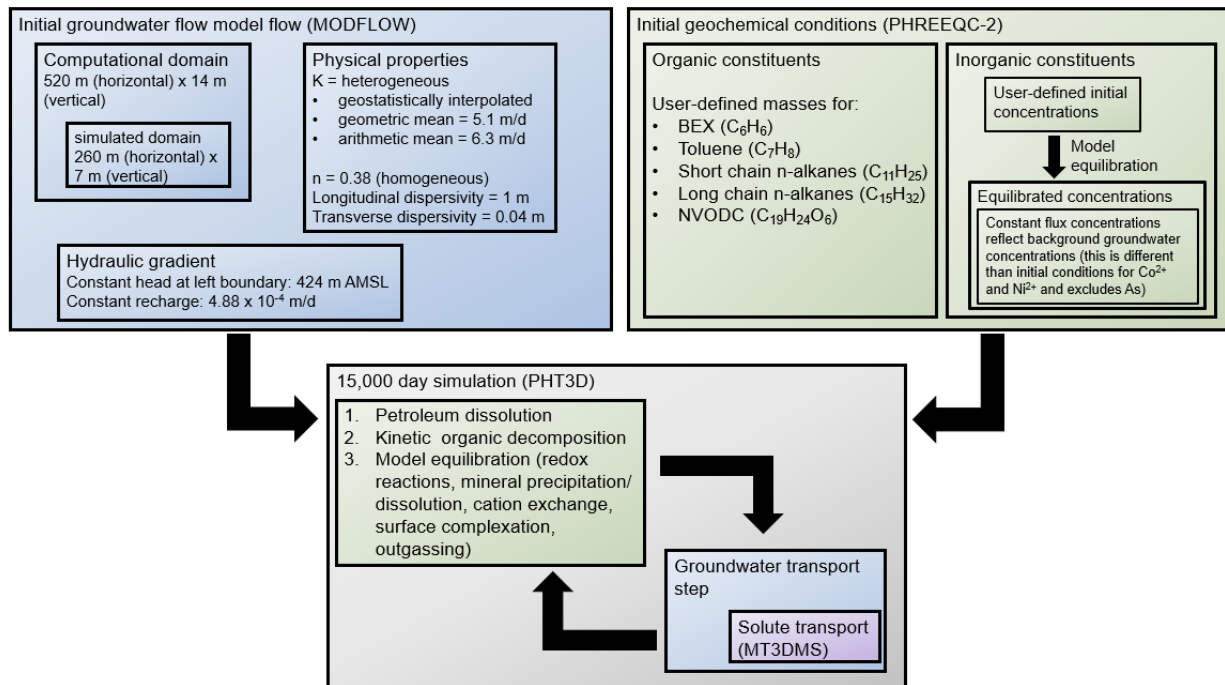 Initial groundwater flow model flow (MODFLOW)
Computational domain
520 m (horizontal) x 14 m
(vertical)
simulated domain
260 m (horizontal) x
7 m (vertical)
Physical properties
K = heterogeneous
• geostatistically interpolated
• geometric mean = 5.1 m/d
• arithmetic mean = 6.3 m/d
n = 0.38 (homogeneous)
Longitudinal dispersivity = 1 m
Transverse dispersivity = 0.04 m
Hydraulic gradient
Constant head at left boundary: 424 m AMSL
Constant recharge: 4.88 x 10⁻⁴ m/d
Initial geochemical conditions (PHREEQC-2)
Organic constituents
User-defined masses for:
• BEX (C₆H₆)
• Toluene (C₇H₈)
• Short chain n-alkanes (C₁₁H₂₅)
• Long chain n-alkanes (C₁₅H₃₂)
• NVODC (C₁₉H₂₄O₆)
Inorganic constituents
User-defined initial
concentrations
Model
equilibration
Equilibrated concentrations
Constant flux concentrations
reflect background groundwater
concentrations (this is different
than initial conditions for Co²⁺
and Ni²⁺ and excludes As)
15,000 day simulation (PHT3D)
1. Petroleum dissolution
2. Kinetic organic decomposition
3. Model equilibration (redox
reactions, mineral precipitation/
dissolution, cation exchange,
surface complexation,
outgassing)
Groundwater transport
step
Solute transport
(MT3DMS)